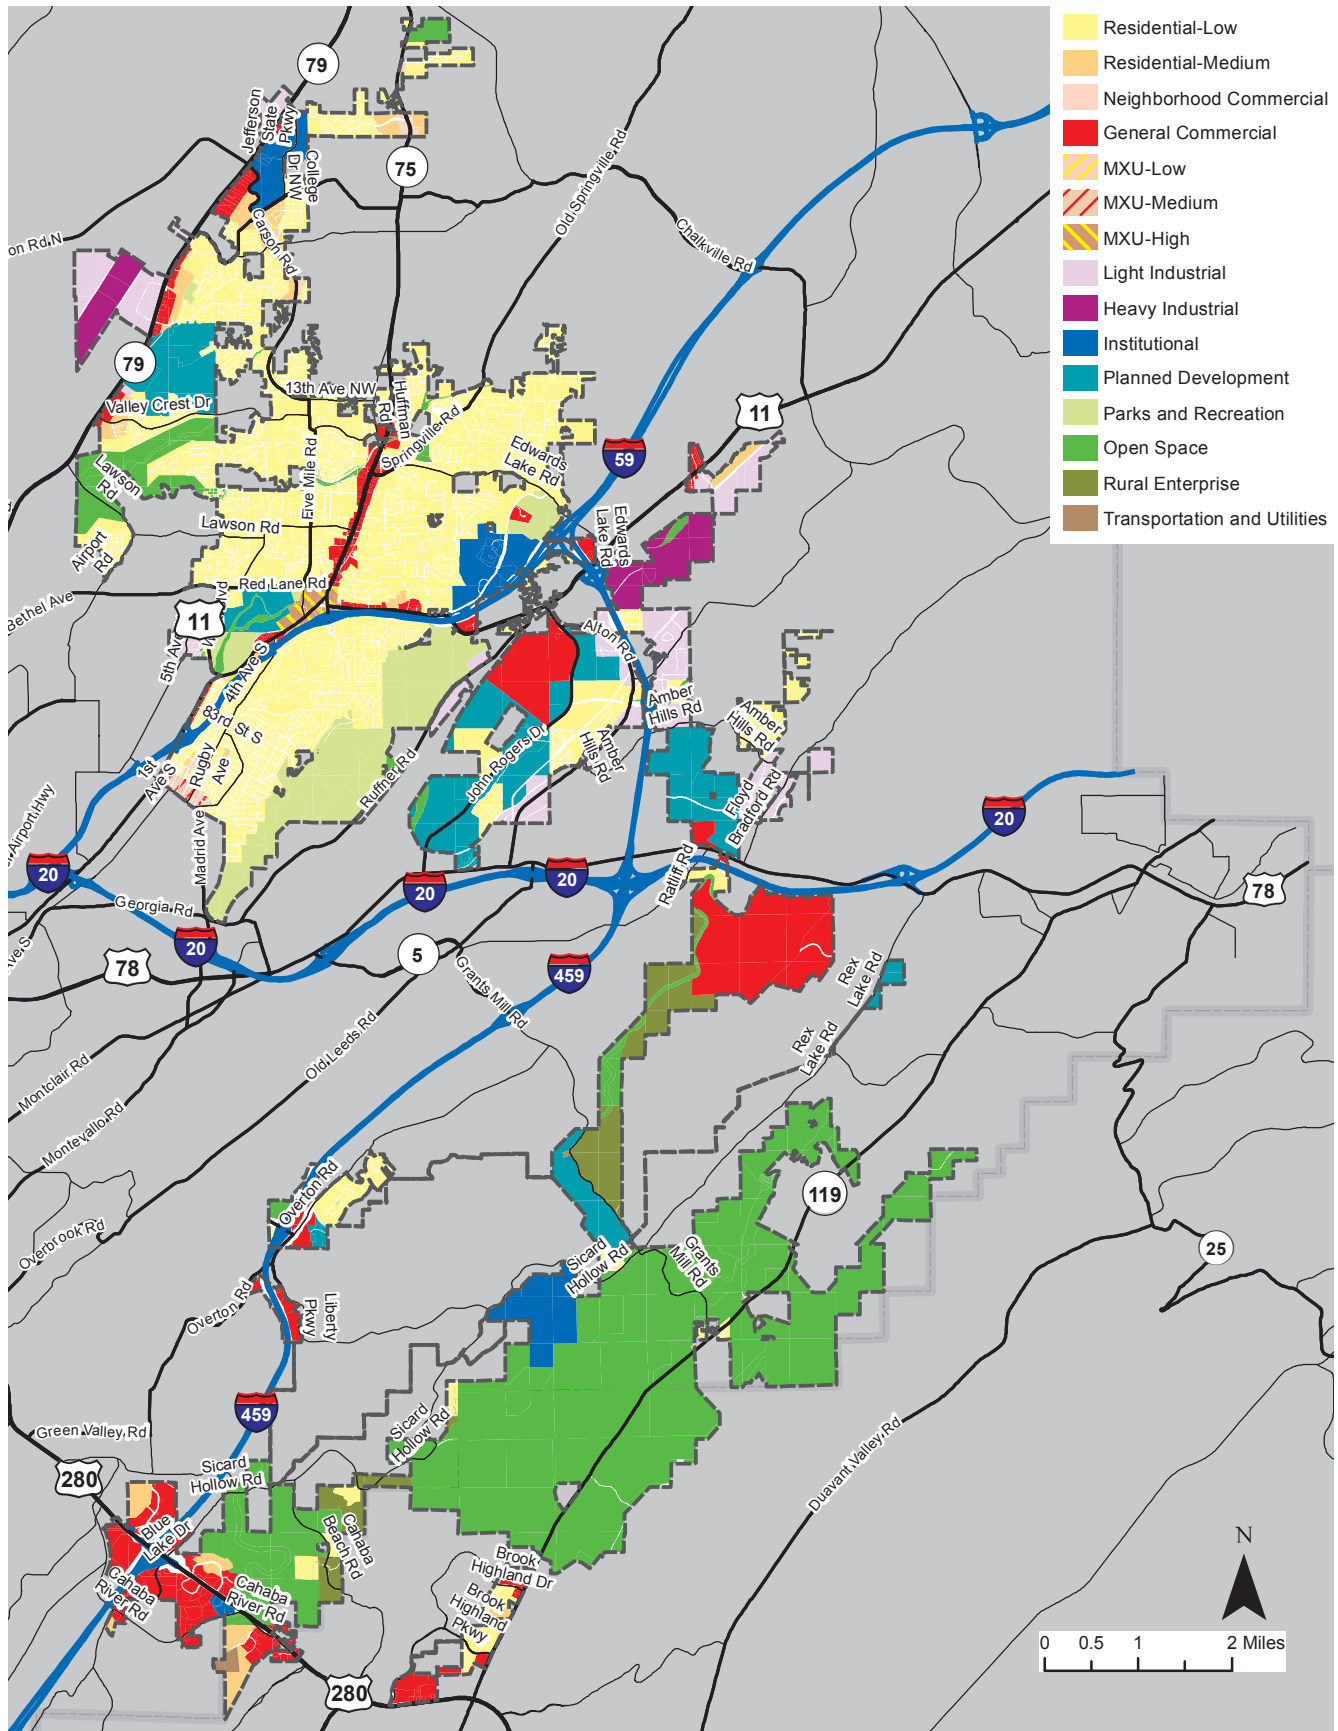 Residential-Low
Residential-Medium
Neighborhood Commercial
General Commercial
MXU-Low
MXU-Medium
MXU-High
Light Industrial
Heavy Industrial
Institutional
Planned Development
Parks and Recreation
Open Space
Rural Enterprise
Transportation and Utilities
79
Jefferson
State
Pkwy
College
Dr NW
75
Old Springville Rd
Chalkville Rd
on Rd N
Carson Rd
79
13th Ave NW
Huffman
Rd
Valley Crest Dr
11
Springville Rd
Five Mile Rd
Edwards
Lake Rd
59
Lawson
Rd
Lawson Rd
Edwards
Lake Rd
Airport
Rd
Red Lane Rd
Bethel Ave
lvd
11
5th Av
4th Ave S
Alton Rd
Amber
Hills Rd
Amber
Hills Rd
83rd St S
Rugby
Ave
1st
Ave S
Amber
Hills Rd
John Rogers Dr
Ruffner Rd
Floyd
Bradford Rd
Airport Hwy
Madrid Ave
20
20
20
20
Ratliff Rd
78
Georgia Rd
20
Ave S
78
5
Grants Mill Rd
459
Rex
Lake Rd
Rex
Lake Rd
Old Leeds Rd
Montclair Rd
Montevallo Rd
Overton Rd
119
Overbrook Rd
Sicard
Hollow Rd
Grants
Mill Rd
25
Overton Rd
Liberty
Pkwy
459
Green Valley Rd
Sicard
Hollow Rd
Sicard
Hollow Rd
Duavant Valley Rd
280
Blue
Lake Dr
Cahaba
Beach Rd
Cahaba
River Rd
Cahaba
River Rd
Brook
Highland Dr
Brook
Highland
Pkwy
280
N
0 0.5 1 2 Miles